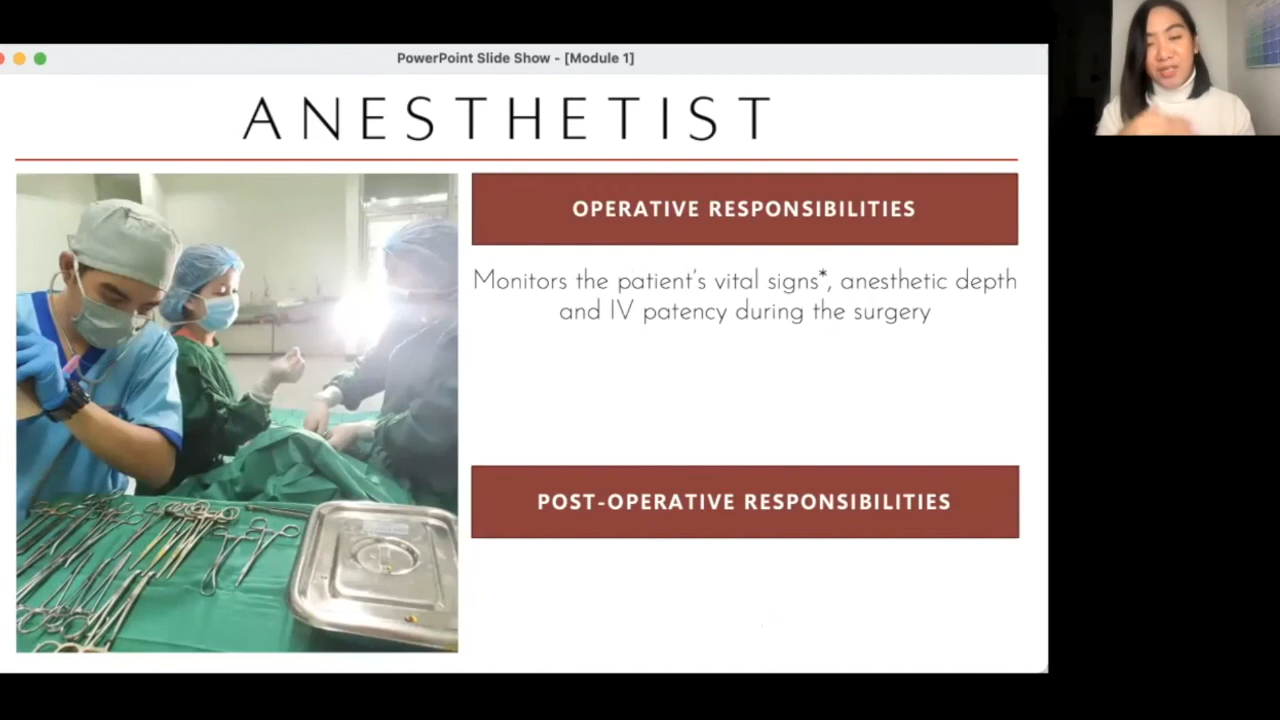 PowerPoint Slide Show - [Module 1]
ANESTHETIST
OPERATIVE RESPONSIBILITIES
Monitors the patient's vital signs*, anesthetic depth
and IV patency during the surgery
POST-OPERATIVE RESPONSIBILITIES